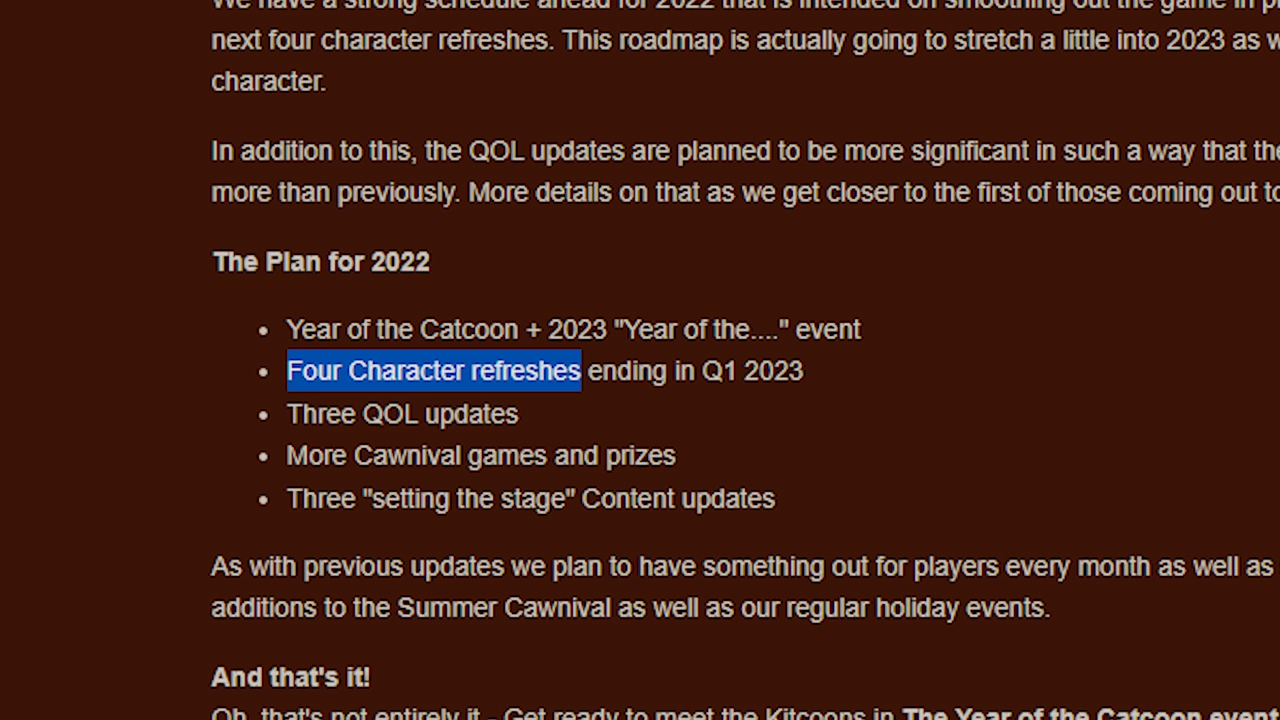 We have a strong schedule ahead for 2022 that is intended on smoothing out the game in
next four character refreshes. This roadmap is actually going to stretch a little into 2023 as
character.
In addition to this, the QOL updates are planned to be more significant in such a way that
more than previously. More details on that as we get closer to the first of those coming out
The Plan for 2022
• Year of the Catcoon + 2023 "Year of the...." event
• Four Character refreshes ending in Q1 2023
• Three QOL updates
• More Cawnival games and prizes
• Three "setting the stage" Content updates
As with previous updates we plan to have something out for players every month as well as
additions to the Summer Cawnival as well as our regular holiday events.
And that's it!
Oh, that's not entirely it - Get ready to meet the Kitcoons in The Year of the Catcoon event